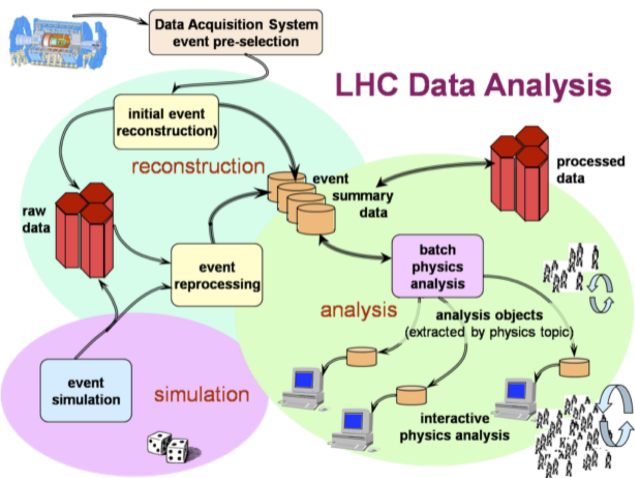 Data Acquisition System
event pre-selection
LHC Data Analysis
initial event
reconstruction)
reconstruction
processed
data
event
summary
data
raw
data
event
reprocessing
batch
physics
analysis
analysis
analysis objects
(extracted by physics topic)
event
simulation
simulation
interactive
physics analysis